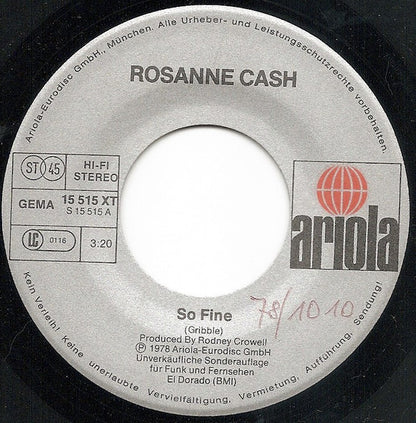 Ariola-Eurodisc GmbH., München. Alle Urheber- und Leistungsschutzrechte vorbehalten.
ROSANNE CASH
ST 45
HI-FI
STEREO
GEMA
15 515 XT
S 15 515 A
LC 0116
3:20
ariola
So Fine
(Gribble)
Produced By Rodney Crowell
Ⓟ 1978 Ariola-Eurodisc GmbH
Unverkäufliche Sonderauflage
für Funk und Fernsehen
El Dorado (BMI)
78/1010
Kein Verleih! Keine unerlaubte Vervielfältigung, Vermietung, Aufführung, Sendung!